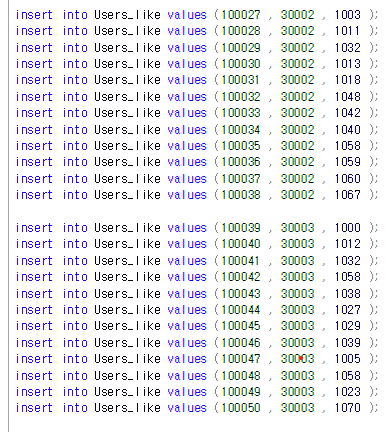 insert into Users_like values (100027 , 30002 , 1003 );
insert into Users_like values (100028 , 30002 , 1011 );
insert into Users_like values (100029 , 30002 , 1032 );
insert into Users_like values (100030 , 30002 , 1013 );
insert into Users_like values (100031 , 30002 , 1018 );
insert into Users_like values (100032 , 30002 , 1048 );
insert into Users_like values (100033 , 30002 , 1042 );
insert into Users_like values (100034 , 30002 , 1040 );
insert into Users_like values (100035 , 30002 , 1058 );
insert into Users_like values (100036 , 30002 , 1059 );
insert into Users_like values (100037 , 30002 , 1060 );
insert into Users_like values (100038 , 30002 , 1067 );
insert into Users_like values (100039 , 30003 , 1000 );
insert into Users_like values (100040 , 30003 , 1012 );
insert into Users_like values (100041 , 30003 , 1032 );
insert into Users_like values (100042 , 30003 , 1058 );
insert into Users_like values (100043 , 30003 , 1038 );
insert into Users_like values (100044 , 30003 , 1027 );
insert into Users_like values (100045 , 30003 , 1029 );
insert into Users_like values (100046 , 30003 , 1039 );
insert into Users_like values (100047 , 30003 , 1005 );
insert into Users_like values (100048 , 30003 , 1058 );
insert into Users_like values (100049 , 30003 , 1023 );
insert into Users_like values (100050 , 30003 , 1070 );